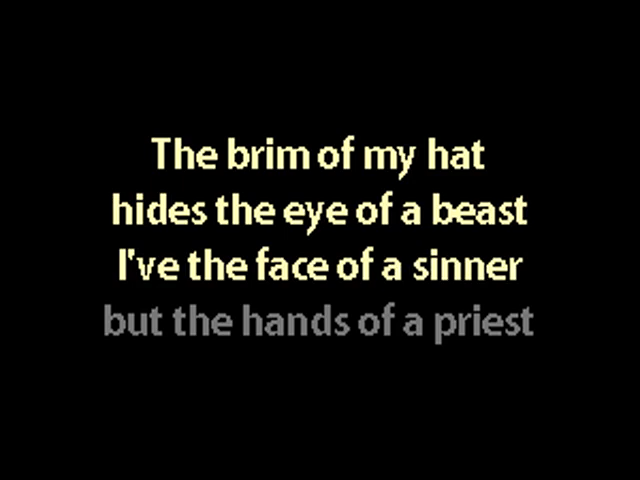 The brim of my hat
hides the eye of a beast
I've the face of a sinner
but the hands of a priest